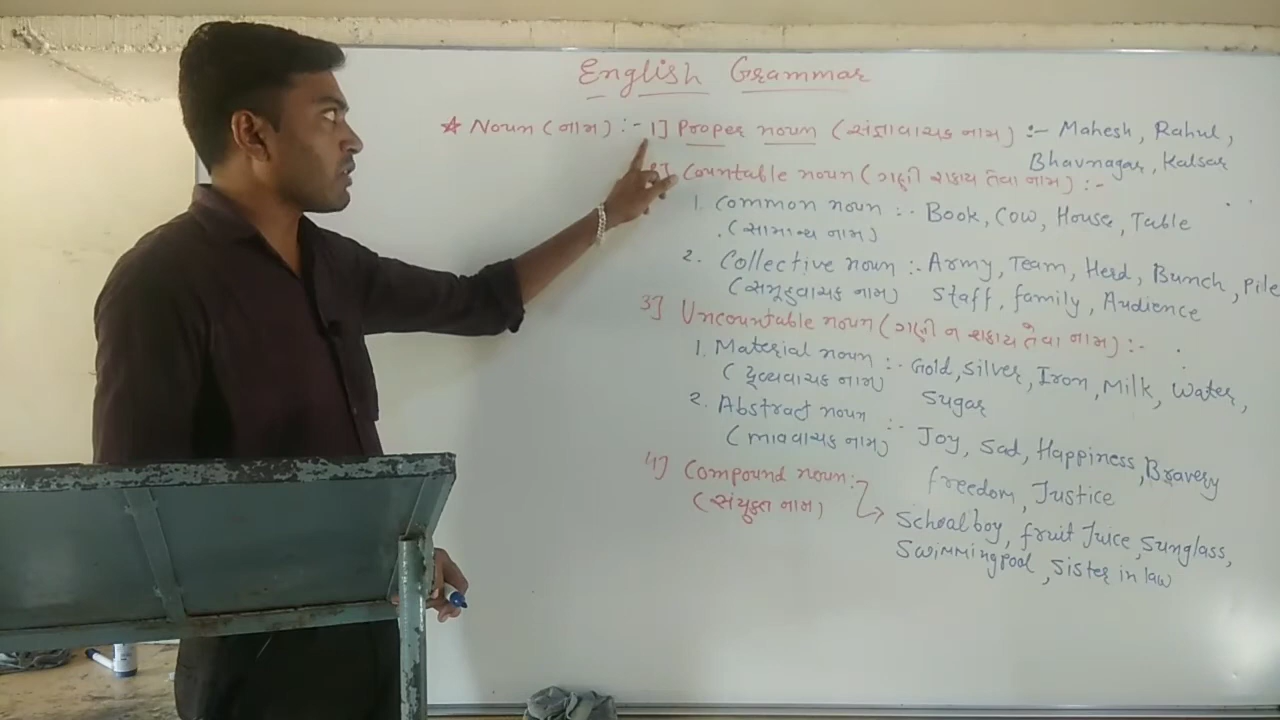 English Grammar
☆ Noun (નામ) :- 1] Proper noun (સંજ્ઞાવાચક નામ) :- Mahesh, Rahul,
Bhavnagar, Kalsar
2] Countable noun (ગણી શકાય તેવા નામ) :-
1. Common noun :- Book, Cow, House, Table
(સામાન્ય નામ)
2. Collective noun :- Army, Team, Herd, Bunch, Pile
(સમૂહવાચક નામ) Staff, family, Audience
3] Uncountable noun (ગણી ન શકાય તેવા નામ) :-
1. Material noun :- Gold, Silver, Iron, Milk, Water,
(દ્રવ્યવાચક નામ) Sugar
2. Abstract noun :- Joy, Sad, Happiness, Bravery
(ભાવવાચક નામ) freedom, Justice
4] Compound noun :-
(સંયુક્ત નામ) → Schoolboy, fruit Juice, Sunglass,
Swimmingpool, Sister in law